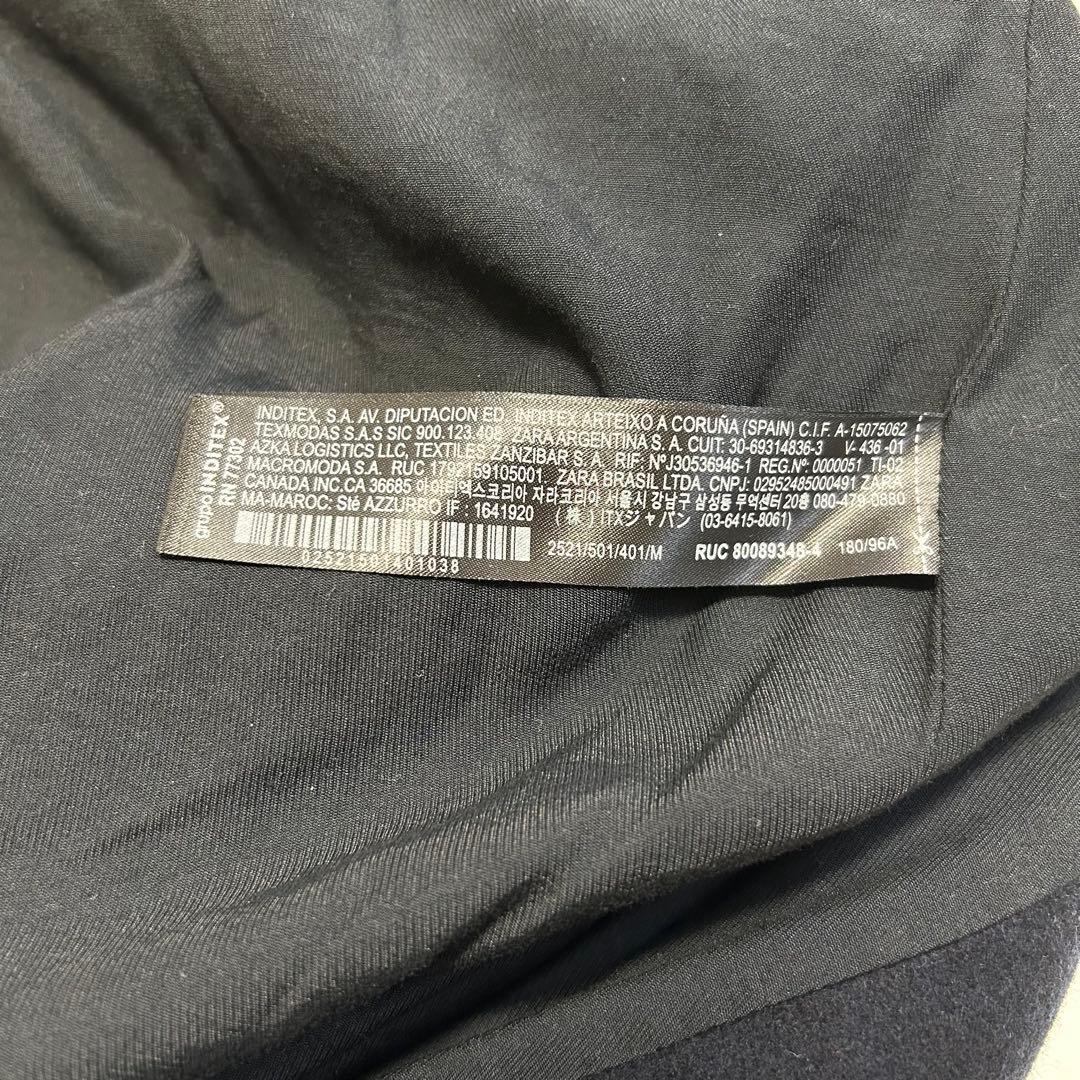 grupo INDITEX®
RN 77302
INDITEX, S.A. AV. DIPUTACION ED. INDITEX ARTEIXO A CORUÑA (SPAIN) C.I.F. A-15075062
TEXMODAS S.A.S SIC 900.123.408 ZARA ARGENTINA S. A. CUIT: 30-69314836-3 V- 436 -01
AZKA LOGISTICS LLC, TEXTILES ZANZIBAR S.A. RIF: NºJ30536946-1 REG.Nº: 0000051 TI-02
MACROMODA S.A. RUC 1792159105001 ZARA BRASIL LTDA. CNPJ: 02952485000491 ZARA
CANADA INC.CA 36685 아이티엑스코리아 자라코리아 서울시 강남구 삼성동 무역센터 20층 080-479-0880
MA-MAROC: Sté AZZURRO IF : 1641920 (株) ITXジャパン (03-6415-8061)
2521/501/401/M RUC 80089348-4 180/96A
02521501401038